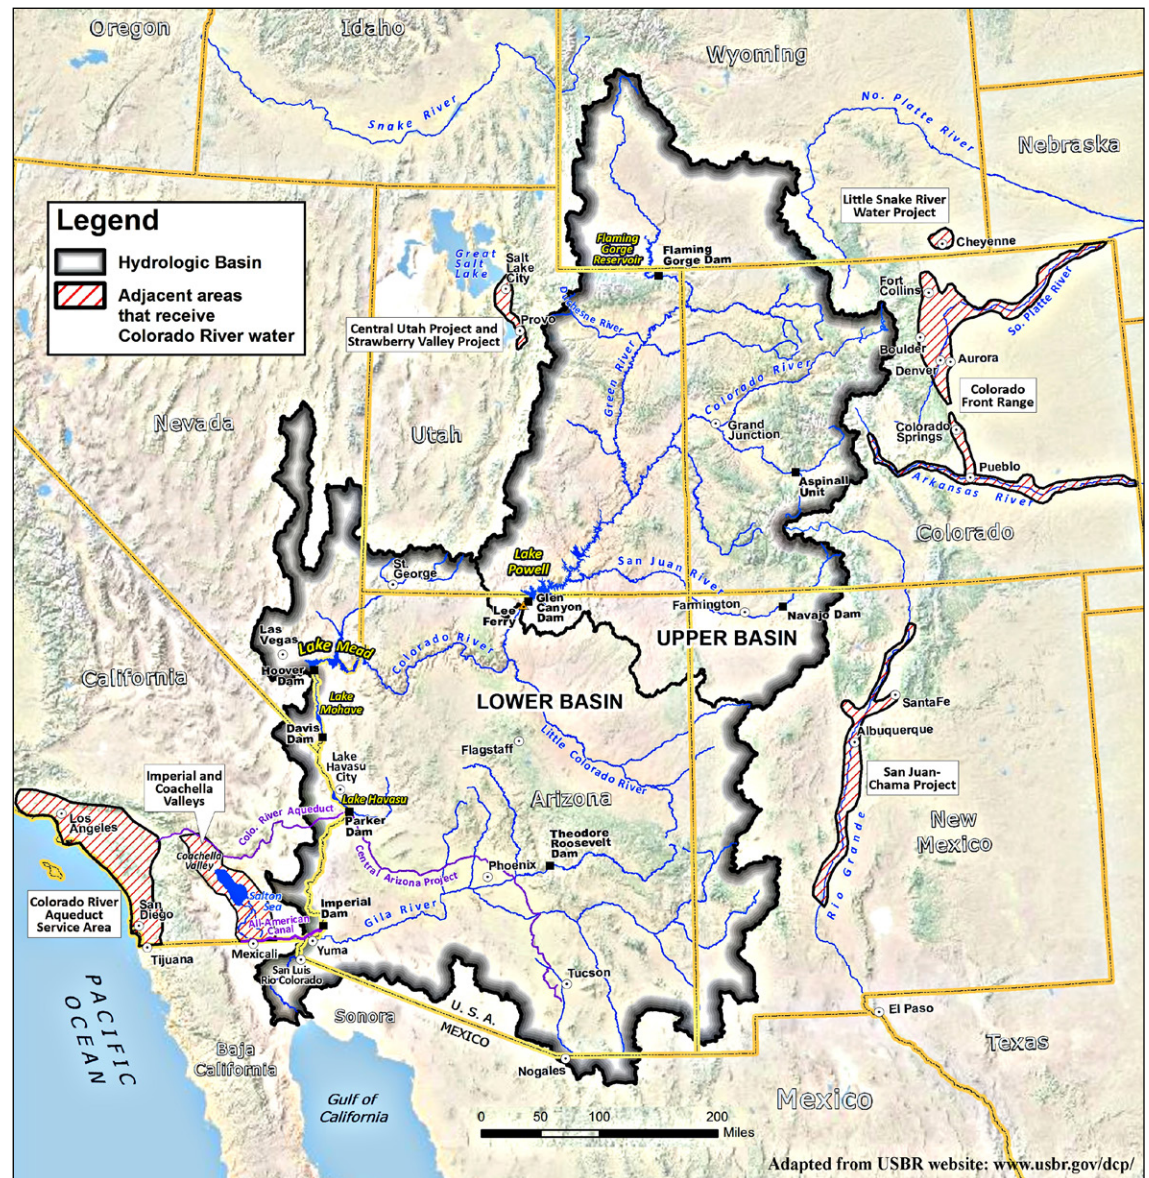 Oregon
Idaho
Wyoming
Snake River
No. Platte River
Nebraska
Legend
Hydrologic Basin
Adjacent areas
that receive
Colorado River water
Little Snake River
Water Project
Cheyenne
Flaming
Gorge
Reservoir
Flaming
Gorge Dam
Great
Salt
Lake
Salt
Lake
City
Provo
Duchesne River
Central Utah Project and
Strawberry Valley Project
Fort
Collins
So. Platte River
Boulder
Denver
Aurora
Colorado
Front Range
Green River
Colorado River
Grand
Junction
Colorado
Springs
Pueblo
Arkansas River
Aspinall
Unit
Nevada
Utah
Colorado
St.
George
Lake
Powell
San Juan River
Glen
Canyon
Dam
Lee
Ferry
Farmington
Navajo Dam
UPPER BASIN
Las
Vegas
Lake Mead
Colorado River
Hoover
Dam
California
Lake
Mohave
LOWER BASIN
SantaFe
Albuquerque
Davis
Dam
Flagstaff
Little Colorado River
San Juan-
Chama Project
Lake
Havasu
City
Imperial and
Coachella
Valleys
Lake Havasu
Arizona
Colo. River Aqueduct
Parker
Dam
Los
Angeles
Coachella
Valley
Central Arizona Project
Theodore
Roosevelt
Dam
Phoenix
New
Mexico
Rio Grande
Colorado River
Aqueduct
Service Area
San
Diego
Salton
Sea
All-American
Canal
Imperial
Dam
Gila River
Tijuana
Mexicali
Yuma
San Luis
Rio Colorado
Tucson
PACIFIC
OCEAN
Sonora
U. S. A.
MEXICO
El Paso
Baja
California
Nogales
Texas
Gulf of
California
Mexico
0 50 100 200
Miles
Adapted from USBR website: www.usbr.gov/dcp/